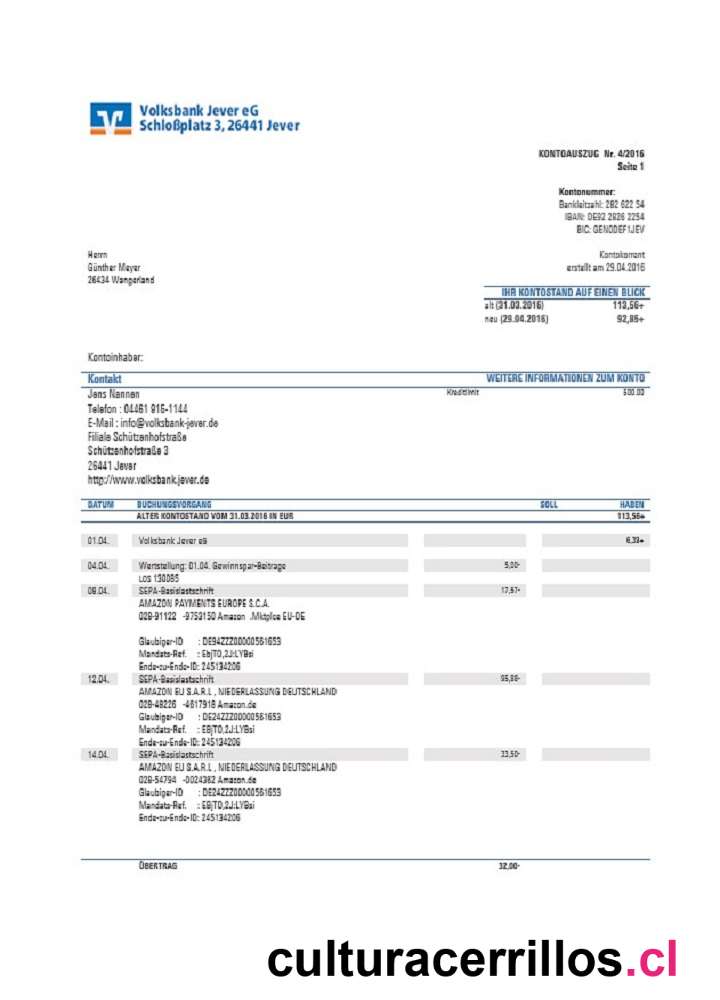 Volksbank Jever eG
Schloßplatz 3, 26441 Jever
KONTOAUSZUG Nr. 4/2016
Seite 1
Kontonummer:
Bankleitzahl: 282 622 54
IBAN: DE92 2826 2254
BIC: GENODEF1JEV
Herrn
Günther Meyer
26434 Wangerland
Kontokorrent
erstellt am 29.04.2016
IHR KONTOSTAND AUF EINEN BLICK
alt (31.03.2016) 113,56+
neu (29.04.2016) 92,85+
Kontoinhaber:
Kontakt WEITERE INFORMATIONEN ZUM KONTO
Jens Nannen Kreditlimit 500.00
Telefon : 04461 915-1144
E-Mail : info@volksbank-jever.de
Filiale Schützenhofstraße
Schützenhofstraße 3
26441 Jever
http://www.volksbank.jever.de
DATUM BUCHUNGSVORGANG SOLL HABEN
ALTER KONTOSTAND VOM 31.03.2016 IN EUR 113,56+
01.04. Volksbank Jever eG 6,33+
04.04. Wertstellung: 01.04. Gewinnspar-Beitrage 5,00-
LOS 130085
SEPA-Basislastschrift 17,67-
AMAZON PAYMENTS EUROPE S.C.A.
028-91122 -9753150 Amazon .Mktplce EU-DE
Glaubiger-ID : DE94ZZZ00000561653
Mandats-Ref. : EbjTO,2J:LYBsi
Ende-zu-Ende-ID: 245134206
12.04. SEPA-Basislastschrift
AMAZON EU S.A.R.L , NIEDERLASSUNG DEUTSCHLAND
028-48226 -4617918 Amazon.de
Glaubiger-ID : DE24ZZZ00000561653
Mandats-Ref. : EBjTO,2J:LYBsi
Ende-zu-Ende-ID: 245134206
14.04. SEPA-Basislastschrift 33,50-
AMAZON EU S.A.R.L , NIEDERLASSUNG DEUTSCHLAND
028-54794 -0024362 Amazon.de
Glaubiger-ID : DE24ZZZ00000561653
Mandats-Ref. : EBjTO,2J:LYBsi
Ende-zu-Ende-ID: 245134206
ÜBERTRAG 32,00-
culturacerrillos.cl